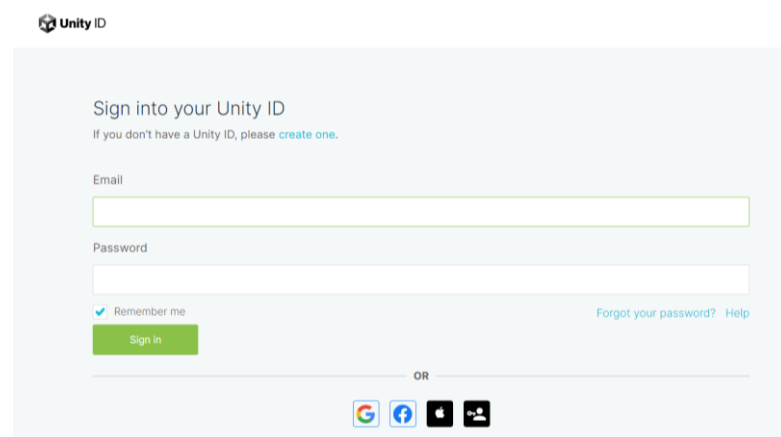 Unity ID
Sign into your Unity ID
If you don't have a Unity ID, please create one.
Email
Password
Remember me
Forgot your password? Help
Sign in
OR